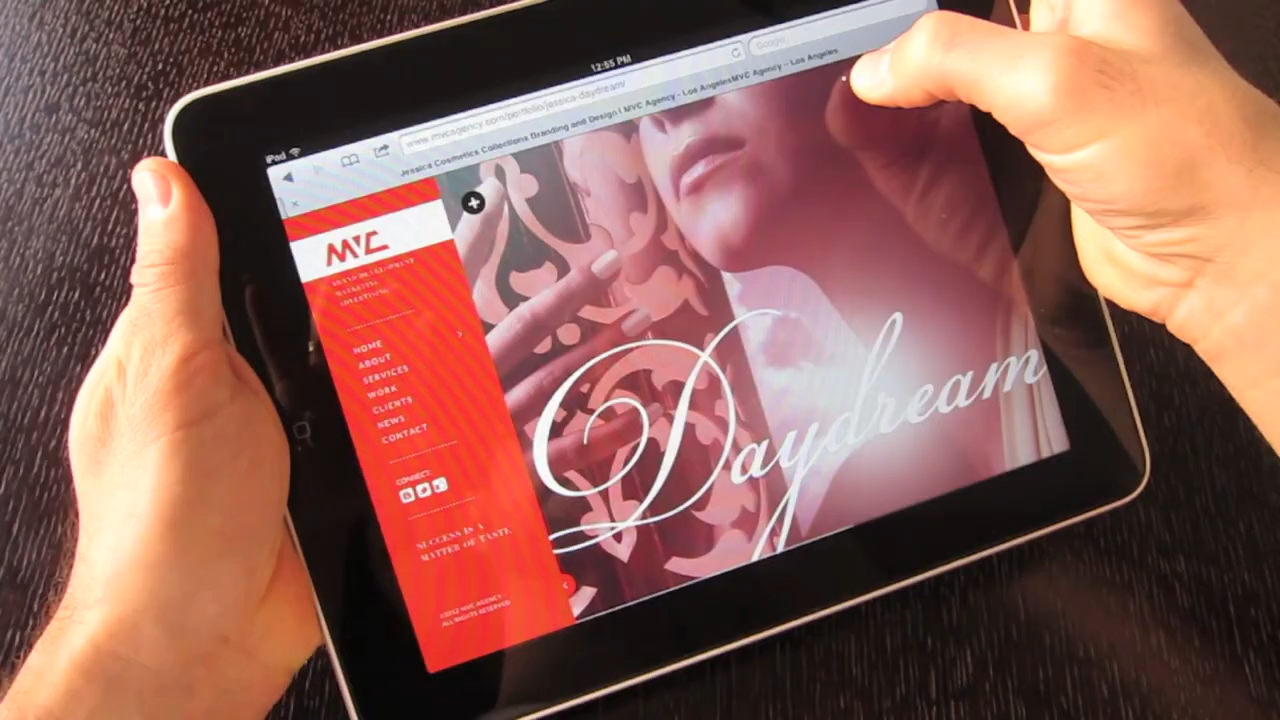 12:55 PM
iPad
www.mvcagency.com/portfolio/jessica-daydream/
Google
Jessica Cosmetics Collections Branding and Design | MVC Agency - Los AngelesMVC Agency – Los Angeles
MVC
BRAND DEVELOPMENT
MARKETING
ADVERTISING
HOME
ABOUT
SERVICES
WORK
CLIENTS
NEWS
CONTACT
CONNECT:
SUCCESS IS A
MATTER OF TASTE
©2012 MVC AGENCY
ALL RIGHTS RESERVED
Daydream